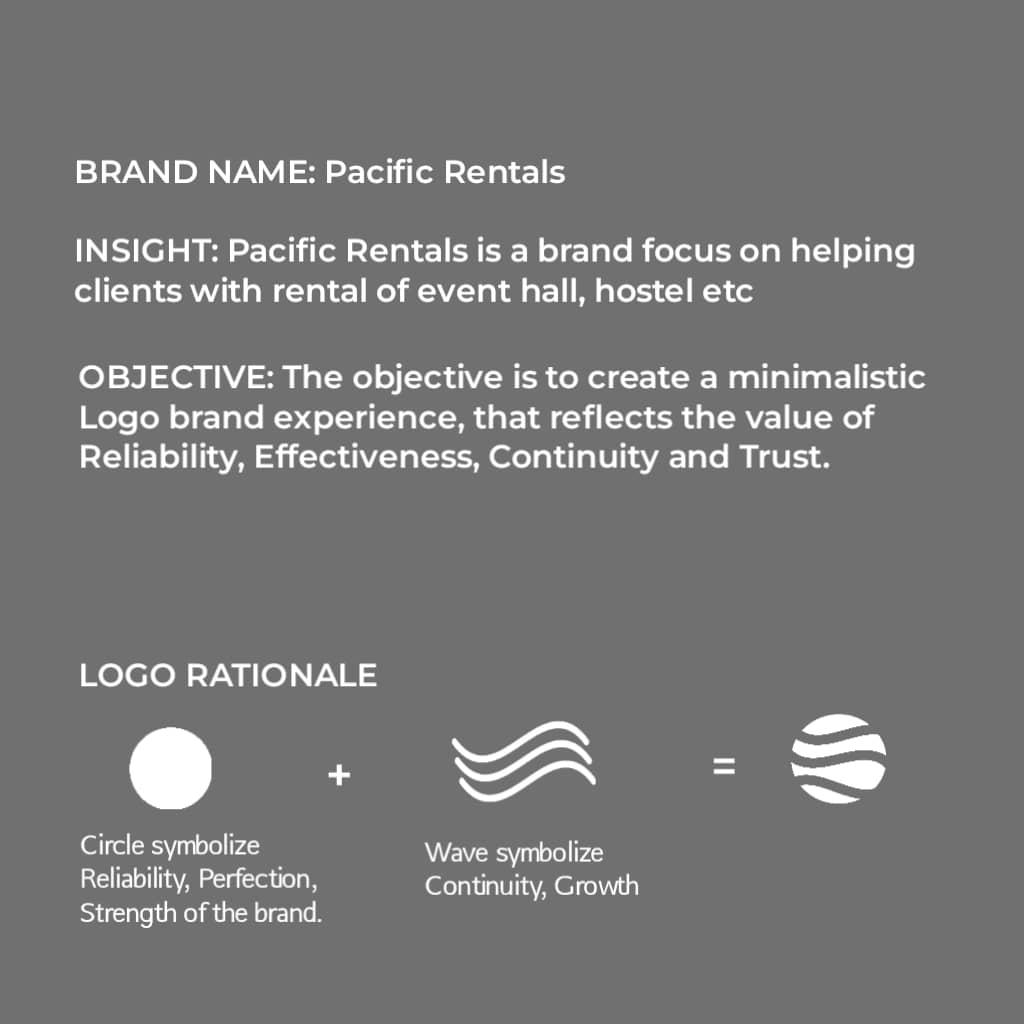 BRAND NAME: Pacific Rentals
INSIGHT: Pacific Rentals is a brand focus on helping
clients with rental of event hall, hostel etc
OBJECTIVE: The objective is to create a minimalistic
Logo brand experience, that reflects the value of
Reliability, Effectiveness, Continuity and Trust.
LOGO RATIONALE
+
=
Circle symbolize
Reliability, Perfection,
Strength of the brand.
Wave symbolize
Continuity, Growth